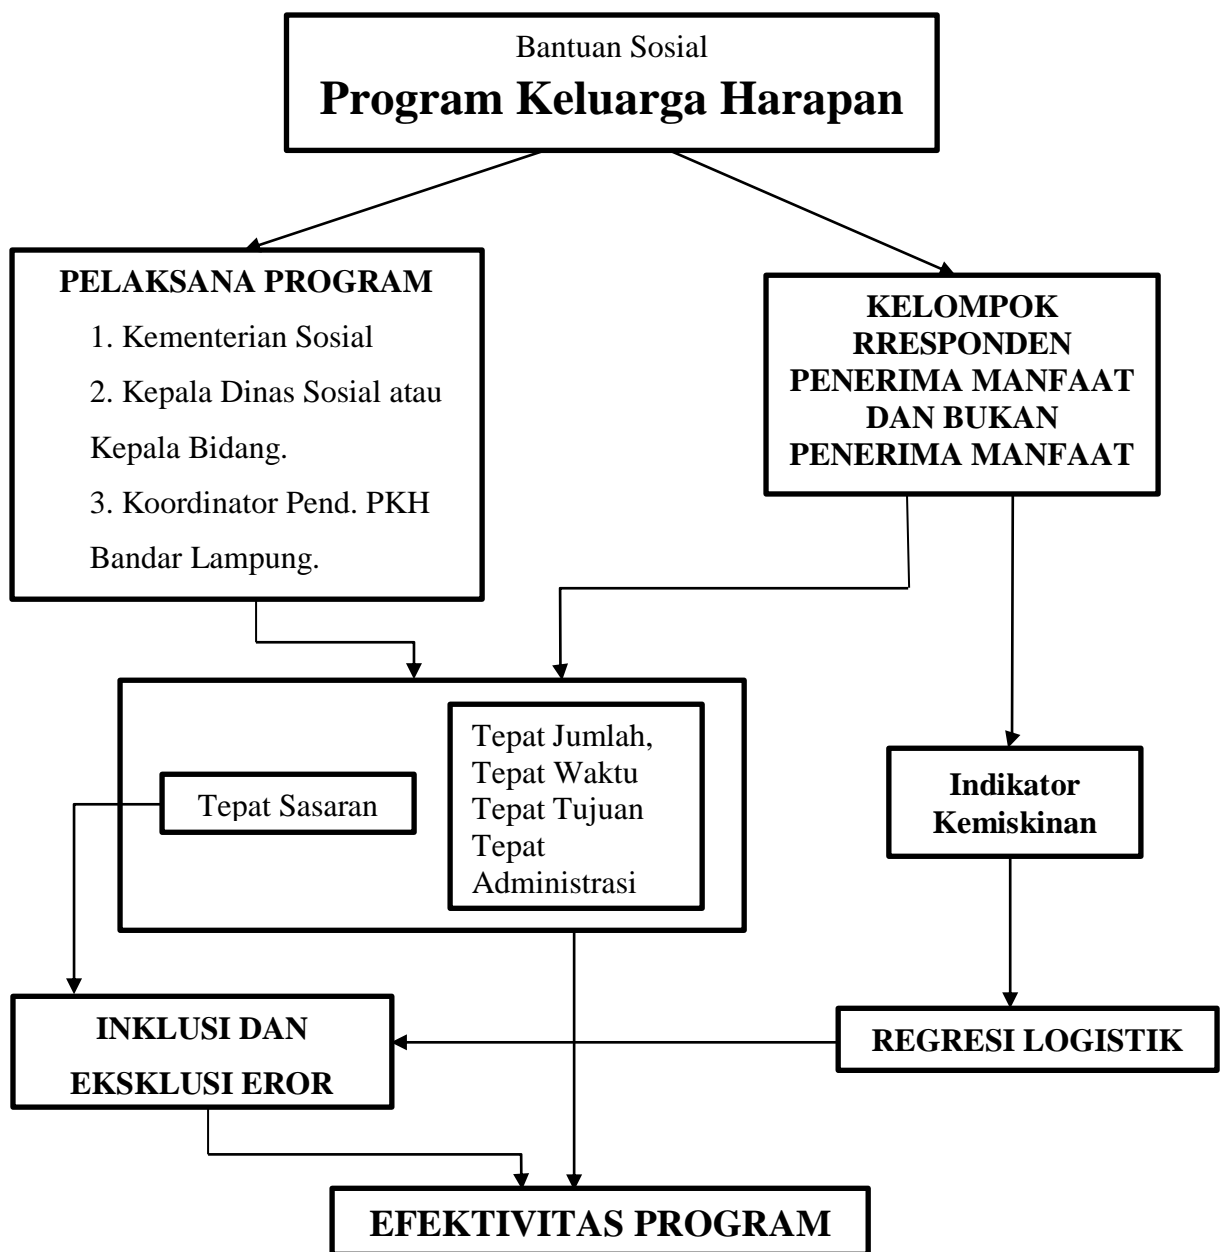 Bantuan Sosial
Program Keluarga Harapan
PELAKSANA PROGRAM
1. Kementerian Sosial
2. Kepala Dinas Sosial atau
Kepala Bidang.
3. Koordinator Pend. PKH
Bandar Lampung.
KELOMPOK
RRESPONDEN
PENERIMA MANFAAT
DAN BUKAN
PENERIMA MANFAAT
Tepat Sasaran
Tepat Jumlah,
Tepat Waktu
Tepat Tujuan
Tepat
Administrasi
Indikator
Kemiskinan
INKLUSI DAN
EKSKLUSI EROR
REGRESI LOGISTIK
EFEKTIVITAS PROGRAM